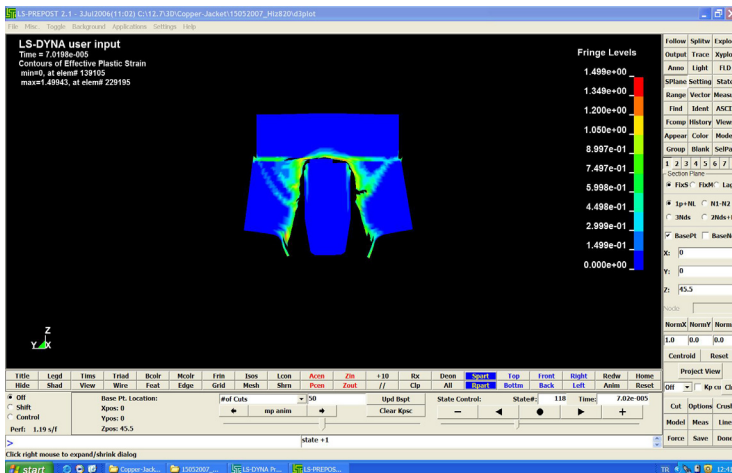 LS-PREPOST 2.1 - 3Jul2006(11:02) C:\12.7\3D\Copper-Jacket\15052007_Hlz820\d3plot
File Misc. Toggle Background Applications Settings Help
LS-DYNA user input
Time = 7.0198e-005
Contours of Effective Plastic Strain
min=0, at elem# 139105
max=1.49943, at elem# 229195
Fringe Levels
1.499e+00
1.349e+00
1.200e+00
1.050e+00
8.997e-01
7.497e-01
5.998e-01
4.498e-01
2.999e-01
1.499e-01
0.000e+00
Z
Y X
Follow Splitw Explo
Output Trace Xyplo
Anno Light FLD
SPlane Setting State
Range Vector Measu
Find Ident ASCI
Fcomp History View
Appear Color Mode
Group Blank SelPa
1 2 3 4 5 6 7
Section Plane
FixS FixM Lag
1p+NL N1-N2
3Nds 2Nds+
BasePt BaseN
X: 0
Y: 0
Z: 45.5
Node
NormX NormY Norm
1.0 0.0 0.0
Centroid Reset
Project View
Off Kp cu Cl
Cut Options Crus
Model Meas Line
Force Save Done
Title Legd Tims Triad Bcolr Mcolr Frin Isos Lcon Acen Zin +10 Rx Deon Spart Top Front Right Redw Home
Hide Shad View Wire Feat Edge Grid Mesh Shrn Pcen Zout // Clp All Rpart Bottm Back Left Anim Reset
Off
Shift
Control
Perf: 1.19 s/f
Base Pt. Location:
Xpos: 0
Ypos: 0
Zpos: 45.5
#of Cuts 50
mp anim
Upd Bspt
Clear Kpsc
State Control: State#: 118 Time: 7.02e-005
>
state +1
Click right mouse to expand/shrink dialog
start Copper-Jack... 15052007_... LS-DYNA Pr... LS-PREPOS... TR 12:41